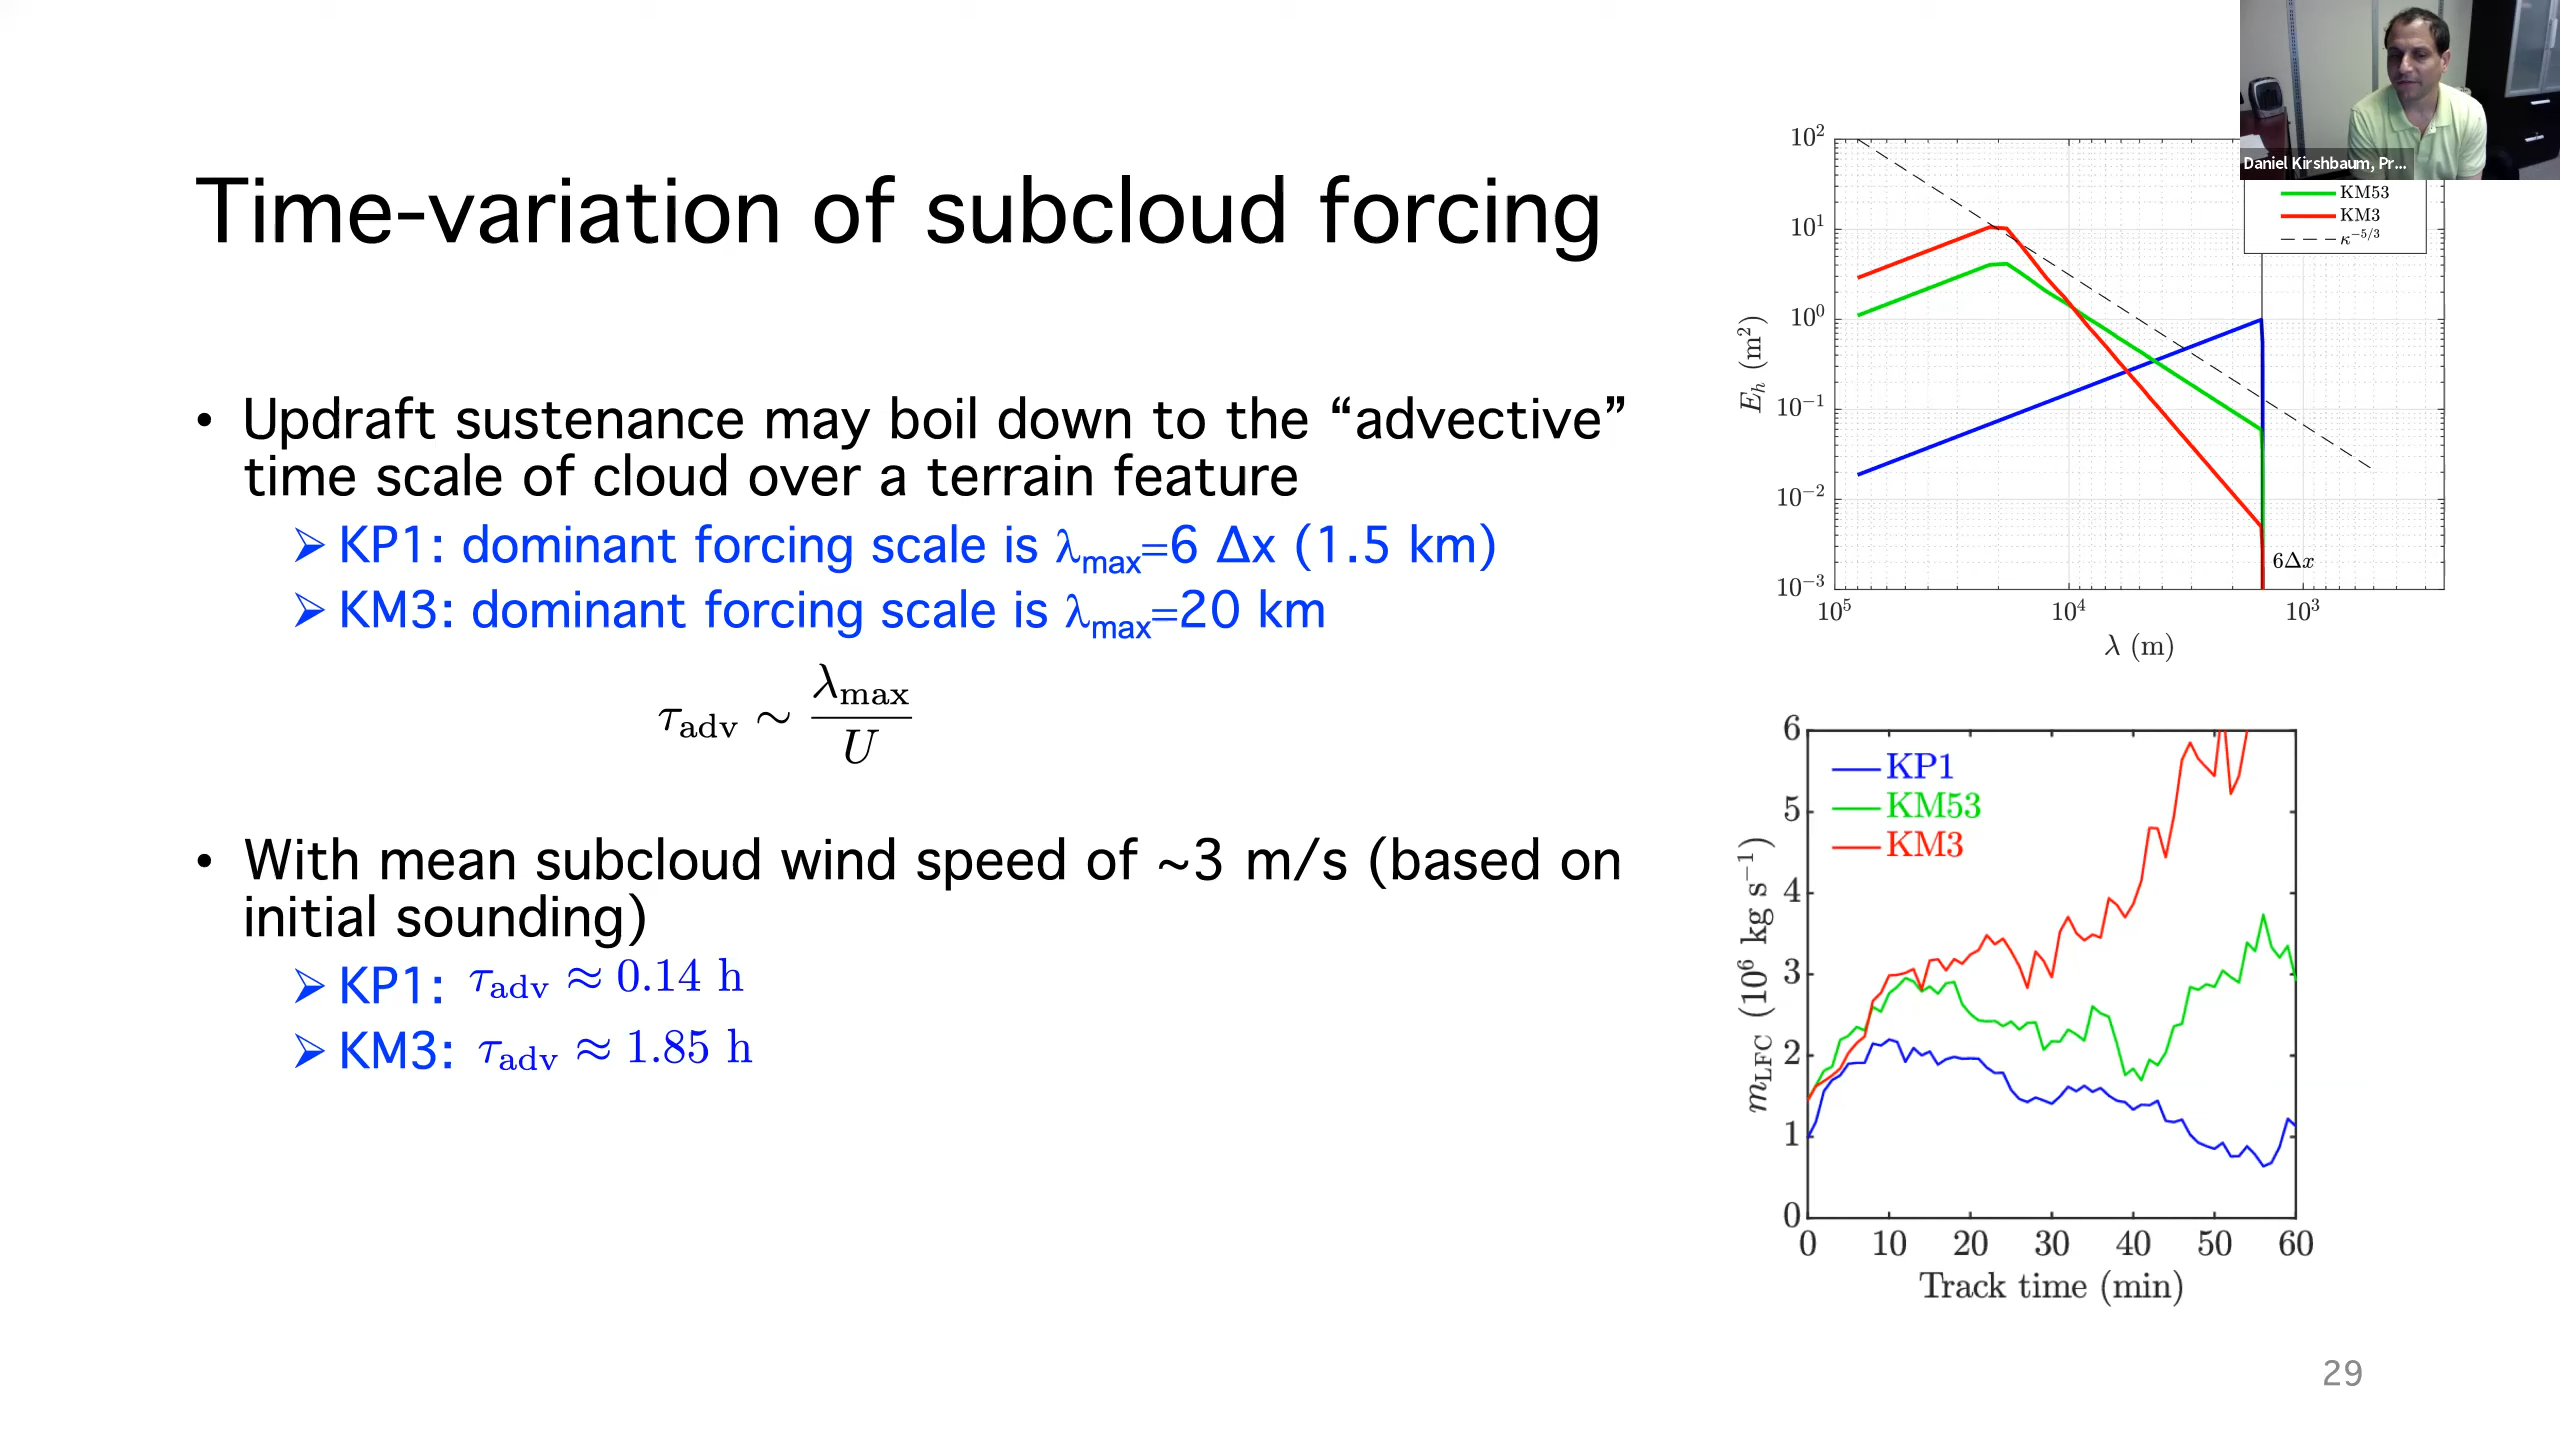 Time-variation of subcloud forcing
• Updraft sustenance may boil down to the “advective”
time scale of cloud over a terrain feature
➢ KP1: dominant forcing scale is λmax=6 Δx (1.5 km)
➢ KM3: dominant forcing scale is λmax=20 km
τadv ∼ λmax / U
• With mean subcloud wind speed of ~3 m/s (based on
initial sounding)
➢ KP1: τadv ≈ 0.14 h
➢ KM3: τadv ≈ 1.85 h
Daniel Kirshbaum, Pr...
KM53
KM3
κ−5/3
10²
10¹
10⁰
10⁻¹
10⁻²
10⁻³
Eh (m²)
6Δx
10⁵ 10⁴ 10³
λ (m)
KP1
KM53
KM3
6
5
4
3
2
1
0
mLFC (10⁶ kg s⁻¹)
0 10 20 30 40 50 60
Track time (min)
29